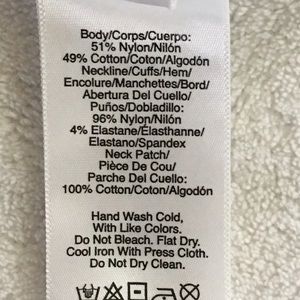 Body/Corps/Cuerpo:
51% Nylon/Nilón
49% Cotton/Coton/Algodón
Neckline/Cuffs/Hem/
Encolure/Manchettes/Bord/
Abertura Del Cuello/
Puños/Dobladillo:
96% Nylon/Nilón
4% Elastane/Élasthanne/
Elastano/Spandex
Neck Patch/
Pièce De Cou/
Parche Del Cuello:
100% Cotton/Coton/Algodón
Hand Wash Cold,
With Like Colors.
Do Not Bleach. Flat Dry.
Cool Iron With Press Cloth.
Do Not Dry Clean.